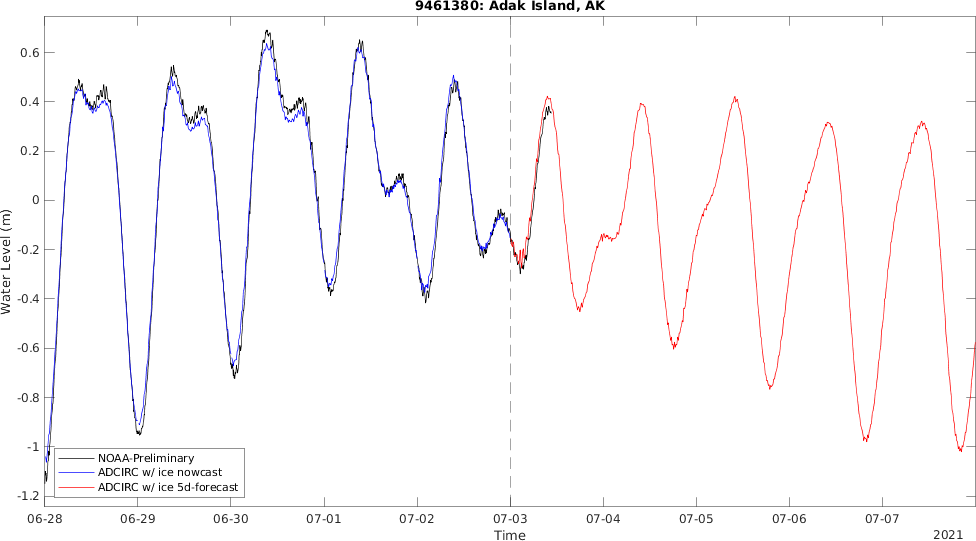 9461380: Adak Island, AK
Water Level (m)
0.6
0.4
0.2
0
-0.2
-0.4
-0.6
-0.8
-1
-1.2
NOAA-Preliminary
ADCIRC w/ ice nowcast
ADCIRC w/ ice 5d-forecast
06-28 06-29 06-30 07-01 07-02 07-03 07-04 07-05 07-06 07-07
Time
2021